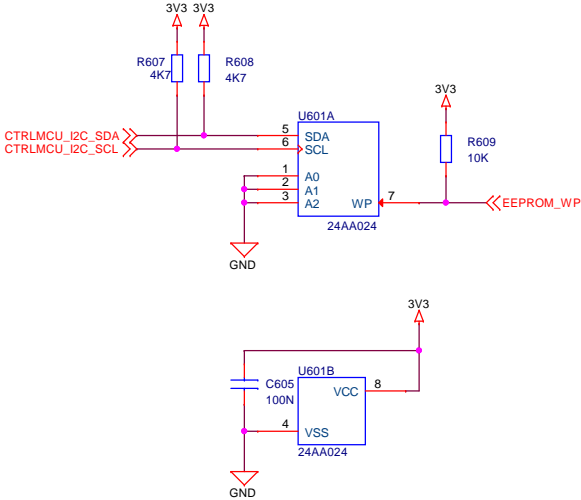 3V3 3V3
R607 R608
4K7 4K7
3V3
U601A
CTRLMCU_I2C_SDA 5 SDA
CTRLMCU_I2C_SCL 6 SCL
R609
10K
1 A0
2 A1
3 A2 WP 7 EEPROM_WP
24AA024
GND
3V3
U601B
C605 VCC 8
100N
4 VSS
24AA024
GND